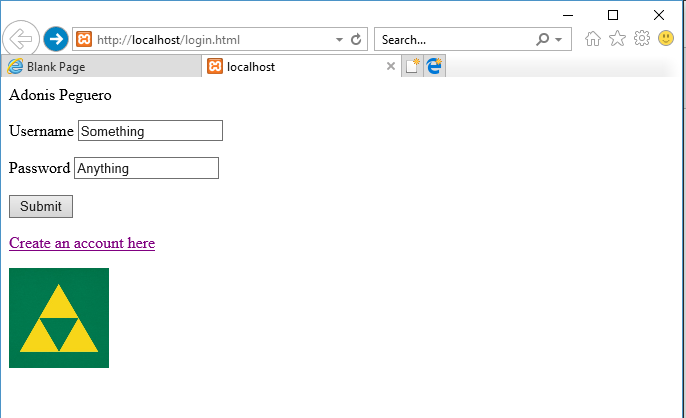 http://localhost/login.html
Search...
Blank Page
localhost
Adonis Peguero
Username Something
Password Anything
Submit
Create an account here